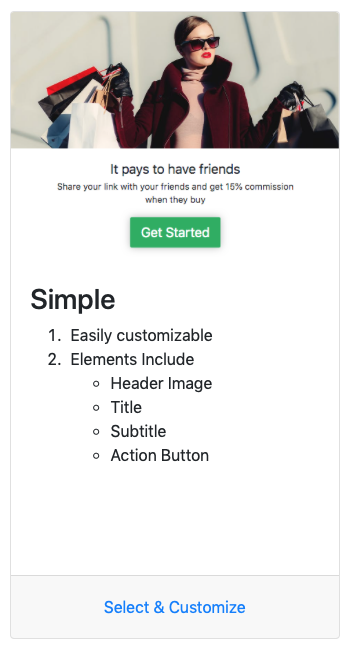 It pays to have friends
Share your link with your friends and get 15% commission
when they buy
Get Started
Simple
1. Easily customizable
2. Elements Include
Header Image
Title
Subtitle
Action Button
Select & Customize